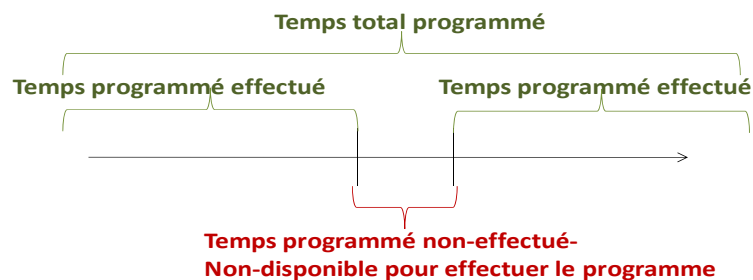 Temps total programmé
Temps programmé effectué
Temps programmé effectué
Temps programmé non-effectué-
Non-disponible pour effectuer le programme